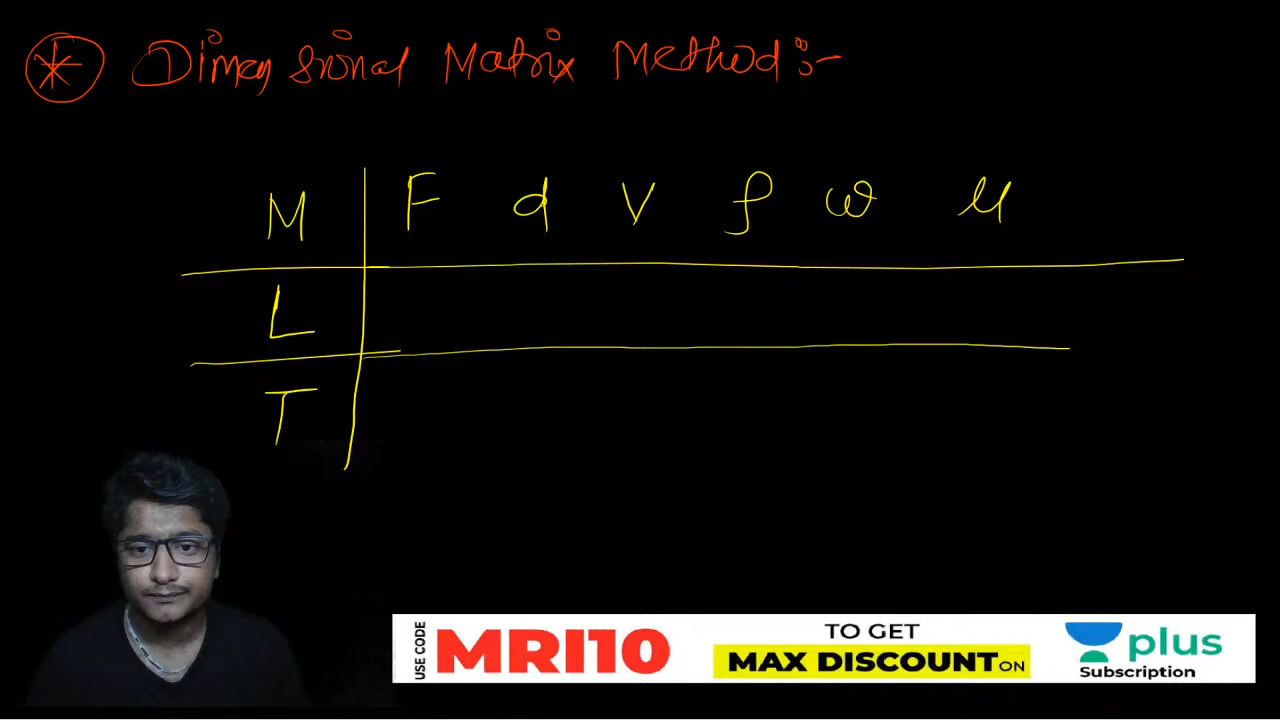 * Dimensional Matrix Method :-
M F d V ρ ω μ
L
T
USE CODE
MRI10
TO GET
MAX DISCOUNT ON
plus
Subscription